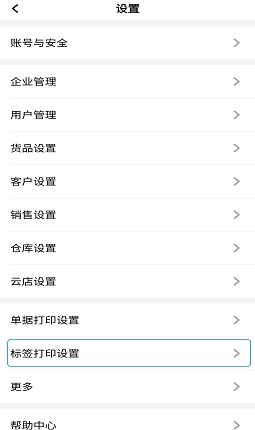 设置
账号与安全
企业管理
用户管理
货品设置
客户设置
销售设置
仓库设置
云店设置
单据打印设置
标签打印设置
更多
帮助中心